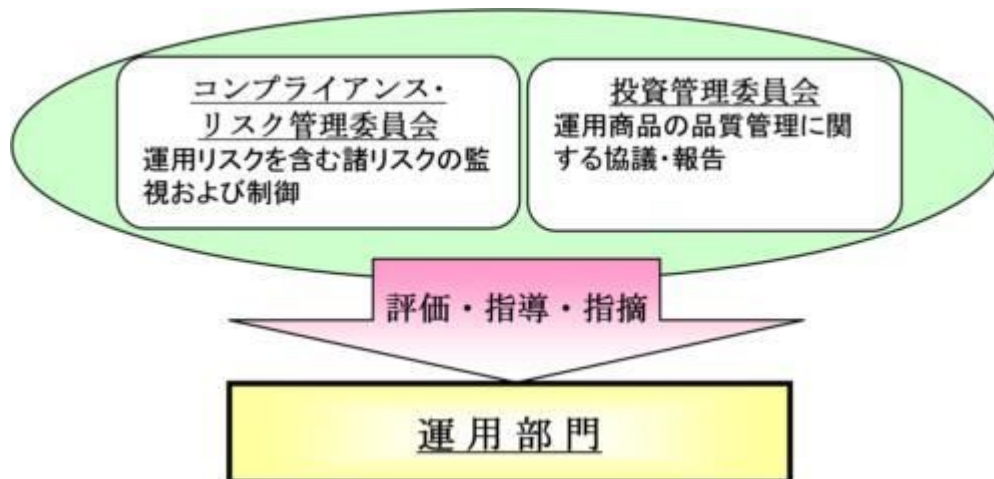 コンプライアンス・
リスク管理委員会
運用リスクを含む諸リスクの監
視および制御
投資管理委員会
運用商品の品質管理に関
する協議・報告
評価・指導・指摘
運用部門